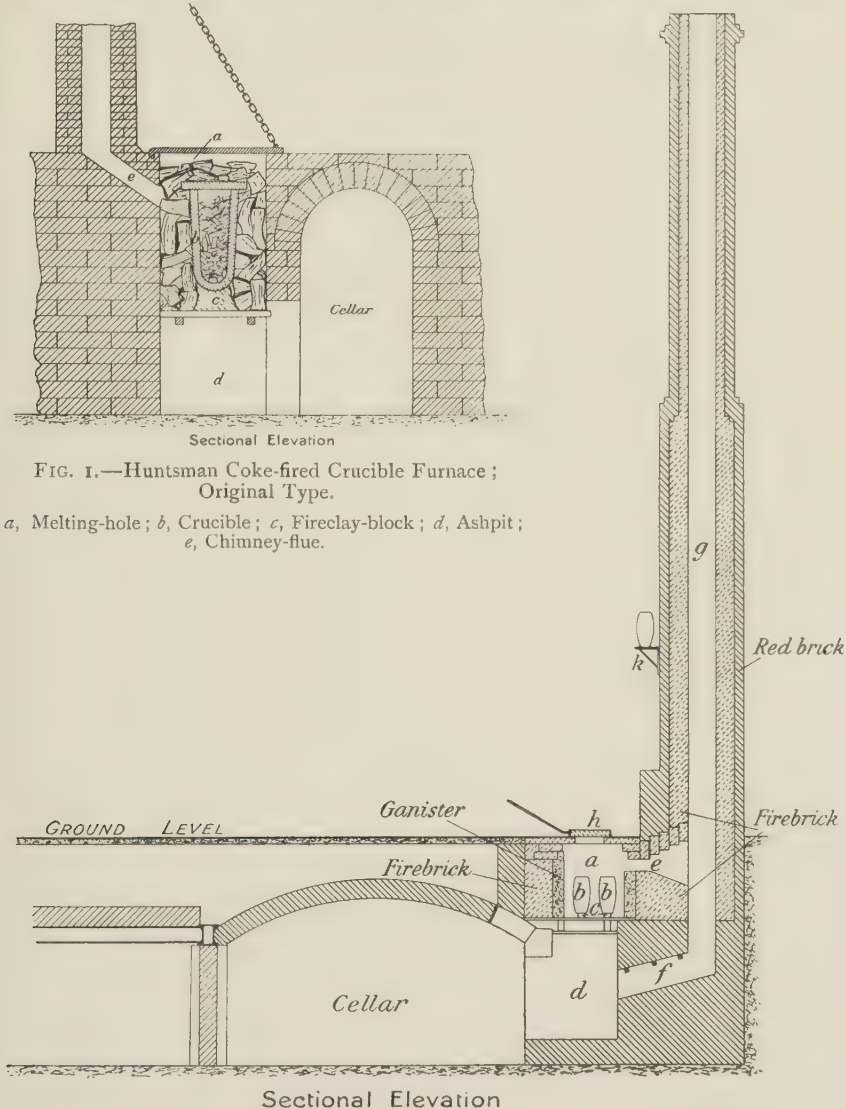 a
e
c
Cellar
d
Sectional Elevation
FIG. 1.—Huntsman Coke-fired Crucible Furnace;
Original Type.
a, Melting-hole; b, Crucible; c, Fireclay-block; d, Ashpit;
e, Chimney-flue.
g
k
Red brick
Ganister
h
GROUND LEVEL
Firebrick
a
e
Firebrick
b b
c
f
d
Cellar
Sectional Elevation